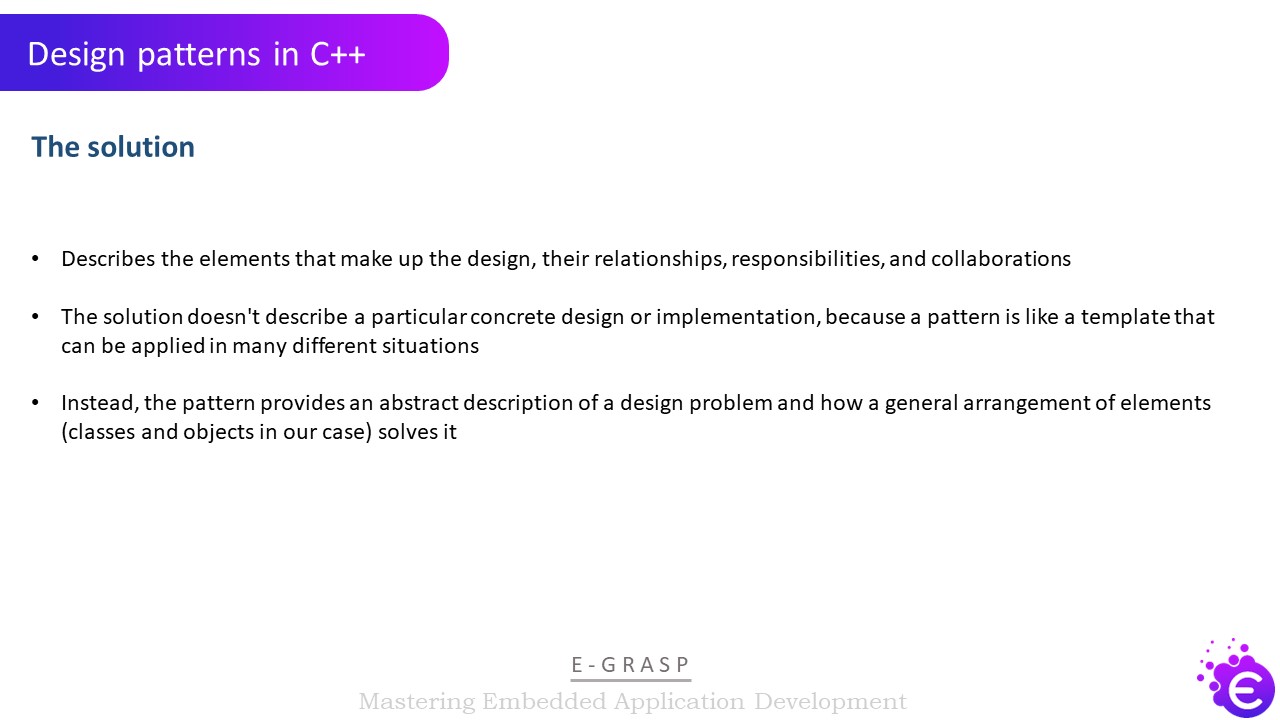 Design patterns in C++
The solution
• Describes the elements that make up the design, their relationships, responsibilities, and collaborations
• The solution doesn't describe a particular concrete design or implementation, because a pattern is like a template that
can be applied in many different situations
• Instead, the pattern provides an abstract description of a design problem and how a general arrangement of elements
(classes and objects in our case) solves it
E-GRASP
Mastering Embedded Application Development
e